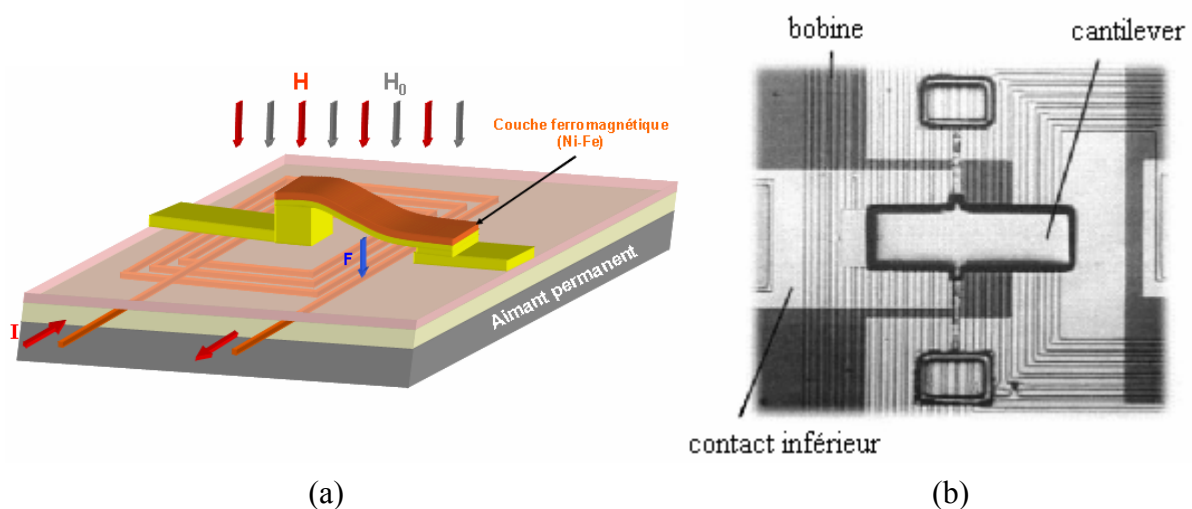 H
H₀
Couche ferromagnétique
(Ni-Fe)
F
I
Aimant permanent
(a)
bobine
cantilever
contact inférieur
(b)